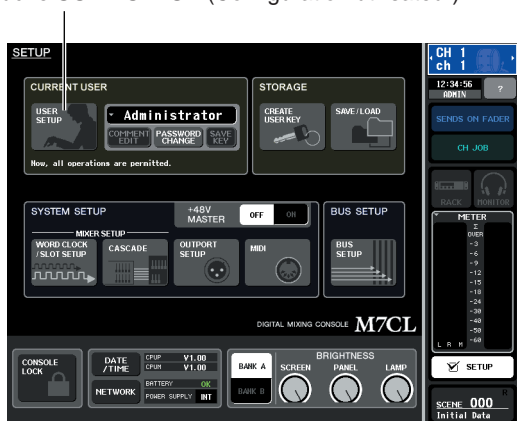 SETUP
CURRENT USER
USER
SETUP
Administrator
COMMENT
EDIT
PASSWORD
CHANGE
SAVE
KEY
Now, all operations are permitted.
STORAGE
CREATE
USER KEY
SAVE/LOAD
SYSTEM SETUP
+48V
MASTER
OFF
ON
MIXER SETUP
WORD CLOCK
/SLOT SETUP
CASCADE
OUTPORT
SETUP
MIDI
BUS SETUP
BUS
SETUP
DIGITAL MIXING CONSOLE M7CL
CONSOLE
LOCK
DATE
/TIME
CPUP V1.00
CPUM V1.00
NETWORK
BATTERY OK
POWER SUPPLY INT
BANK A
BANK B
BRIGHTNESS
SCREEN
PANEL
LAMP
CH 1
ch 1
12:34:56
ADMIN
?
SENDS ON FADER
CH JOB
RACK
MONITOR
METER
Σ
OVER
-3
-6
-9
-12
-15
-18
-24
-30
-40
-50
-60
L R M
SETUP
R
SCENE 000
Initial Data